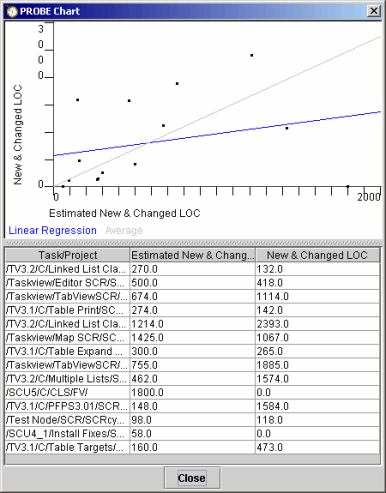 PROBE Chart
3
0
0
0
New & Changed LOC
0
0
2000
Estimated New & Changed LOC
Linear Regression Average
Task/Project Estimated New & Chang... New & Changed LOC
/TV3.2/C/Linked List Cla... 270.0 132.0
/Taskview/Editor SCR/S... 500.0 418.0
/Taskview/TabViewSCR/... 674.0 1114.0
/TV3.1/C/Table Print/SC... 274.0 142.0
/TV3.2/C/Linked List Cla... 1214.0 2393.0
/Taskview/Map SCR/SC... 1425.0 1067.0
/TV3.1/C/Table Expand ... 300.0 265.0
/Taskview/TabViewSCR/... 755.0 1885.0
/TV3.2/C/Multiple Lists/S... 462.0 1574.0
/SCU5/C/CLS/FV/ 1800.0 0.0
/TV3.1/C/PFPS3.01/SCR... 148.0 1584.0
/Test Node/SCR/SCRcy... 98.0 118.0
/SCU4_1/Install Fixes/S... 58.0 0.0
/TV3.1/C/Table Targets/... 160.0 473.0
Close